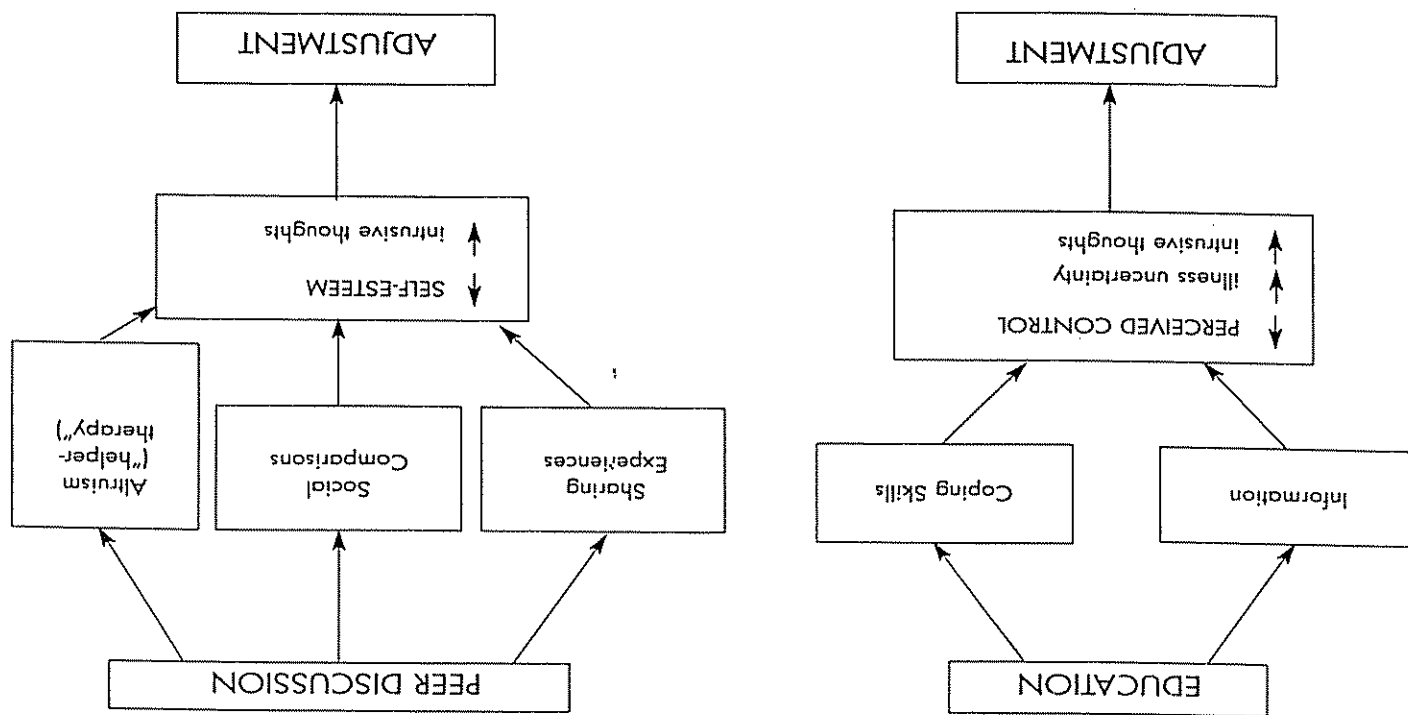 EDUCATION
Information
Coping Skills
PERCEIVED CONTROL
illness uncertainty
intrusive thoughts
ADJUSTMENT
PEER DISCUSSION
Sharing
Experiences
Social
Comparisons
Altruism
("helper-
therapy")
SELF-ESTEEM
intrusive thoughts
ADJUSTMENT